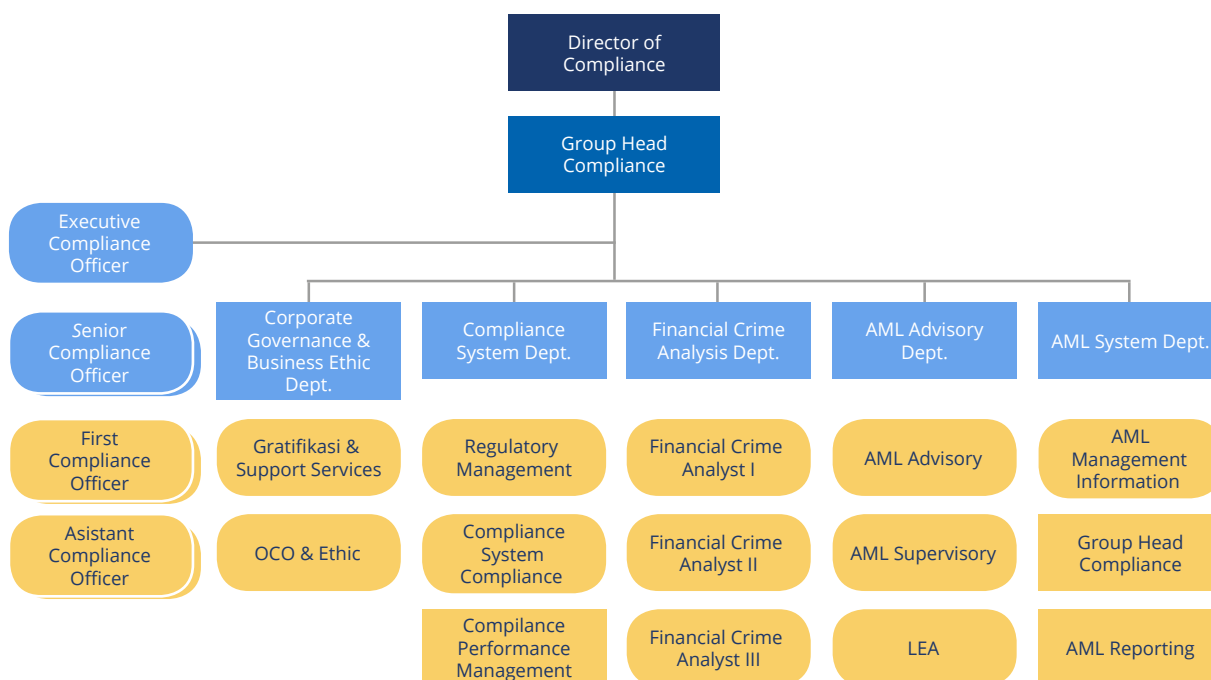 Director of
Compliance
Group Head
Compliance
Executive
Compliance
Officer
Senior
Compliance
Officer
Corporate
Governance &
Business Ethic
Dept.
Compliance
System Dept.
Financial Crime
Analysis Dept.
AML Advisory
Dept.
AML System Dept.
First
Compliance
Officer
Gratifikasi &
Support Services
Regulatory
Management
Financial Crime
Analyst I
AML Advisory
AML
Management
Information
Asistant
Compliance
Officer
OCO & Ethic
Compliance
System
Compliance
Financial Crime
Analyst II
AML Supervisory
Group Head
Compliance
Compilance
Performance
Management
Financial Crime
Analyst III
LEA
AML Reporting